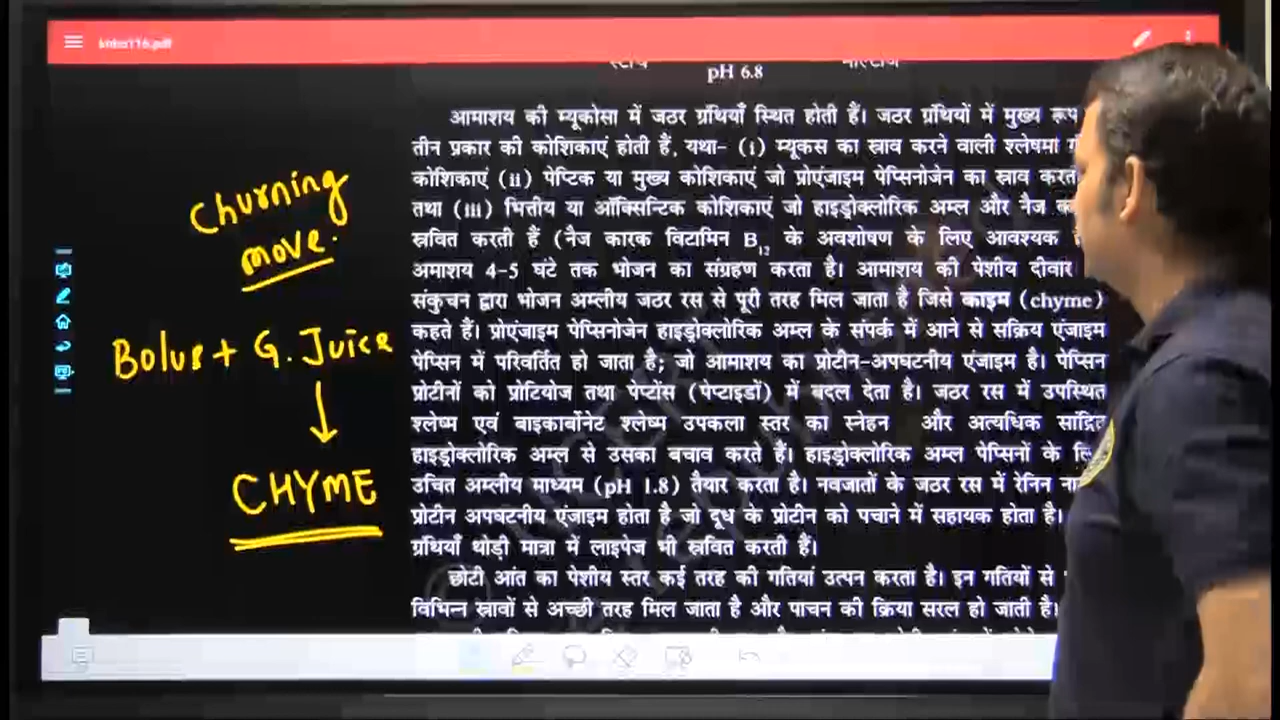 knbo116.pdf
pH 6.8
आमाशय की म्यूकोसा में जठर ग्रंथियाँ स्थित होती हैं। जठर ग्रंथियों में मुख्य रूप
तीन प्रकार की कोशिकाएं होती हैं, यथा- (i) म्यूकस का स्राव करने वाली श्लेषमा
कोशिकाएं (ii) पेप्टिक या मुख्य कोशिकाएं जो प्रोएंजाइम पेप्सिनोजेन का स्राव करत
तथा (iii) भित्तीय या ऑक्सिन्टिक कोशिकाएं जो हाइड्रोक्लोरिक अम्ल और नैज
स्रवित करती हैं (नैज कारक विटामिन B12 के अवशोषण के लिए आवश्यक
अमाशय 4-5 घंटे तक भोजन का संग्रहण करता है। आमाशय की पेशीय दीवार
संकुचन द्वारा भोजन अम्लीय जठर रस से पूरी तरह मिल जाता है जिसे काइम (chyme)
कहते हैं। प्रोएंजाइम पेप्सिनोजेन हाइड्रोक्लोरिक अम्ल के संपर्क में आने से सक्रिय एंजाइम
पेप्सिन में परिवर्तित हो जाता है; जो आमाशय का प्रोटीन-अपघटनीय एंजाइम है। पेप्सिन
प्रोटीनों को प्रोटियोज तथा पेप्टोंस (पेप्टाइडों) में बदल देता है। जठर रस में उपस्थित
श्लेष्म एवं बाइकार्बोनेट श्लेष्म उपकला स्तर का स्नेहन और अत्यधिक सांद्रित
हाइड्रोक्लोरिक अम्ल से उसका बचाव करते हैं। हाइड्रोक्लोरिक अम्ल पेप्सिनों के
उचित अम्लीय माध्यम (pH 1.8) तैयार करता है। नवजातों के जठर रस में रेनिन ना
प्रोटीन अपघटनीय एंजाइम होता है जो दूध के प्रोटीन को पचाने में सहायक होता है।
ग्रंथियाँ थोड़ी मात्रा में लाइपेज भी स्रवित करती हैं।
छोटी आंत का पेशीय स्तर कई तरह की गतियां उत्पन करता है। इन गतियों से
विभिन्न स्रावों से अच्छी तरह मिल जाता है और पाचन की क्रिया सरल हो जाती है।
Churning
move.
Bolus + G. Juice
↓
CHYME